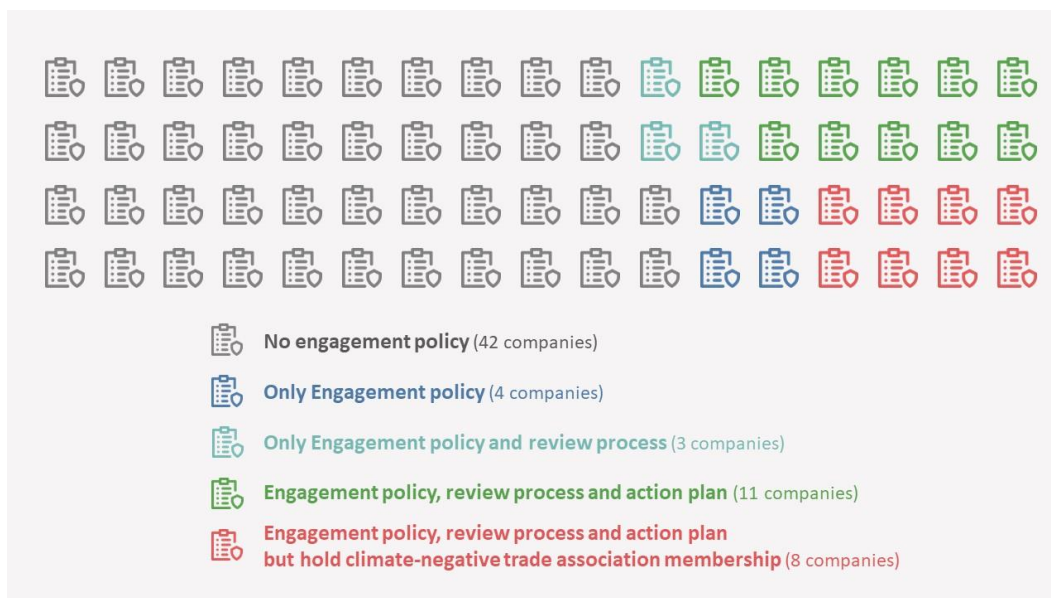 No engagement policy (42 companies)
Only Engagement policy (4 companies)
Only Engagement policy and review process (3 companies)
Engagement policy, review process and action plan (11 companies)
Engagement policy, review process and action plan
but hold climate-negative trade association membership (8 companies)